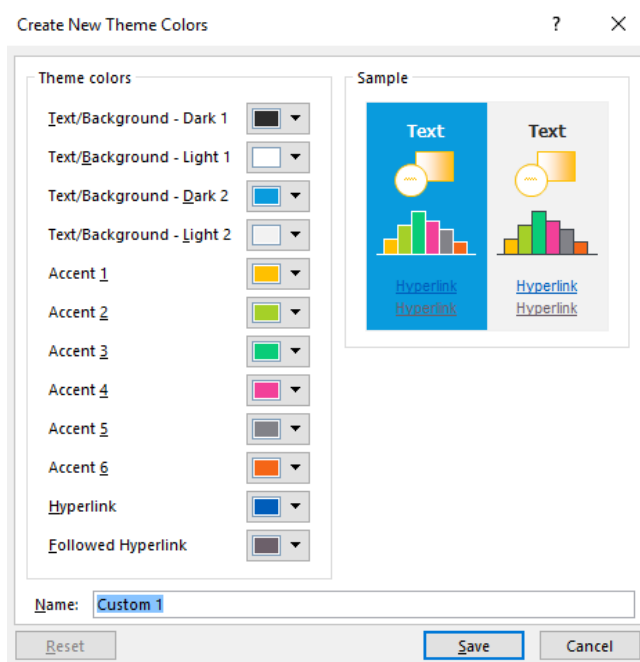 Create New Theme Colors
Theme colors
Text/Background - Dark 1
Text/Background - Light 1
Text/Background - Dark 2
Text/Background - Light 2
Accent 1
Accent 2
Accent 3
Accent 4
Accent 5
Accent 6
Hyperlink
Followed Hyperlink
Sample
Text Text
Hyperlink Hyperlink
Hyperlink Hyperlink
Name: Custom 1
Reset Save Cancel